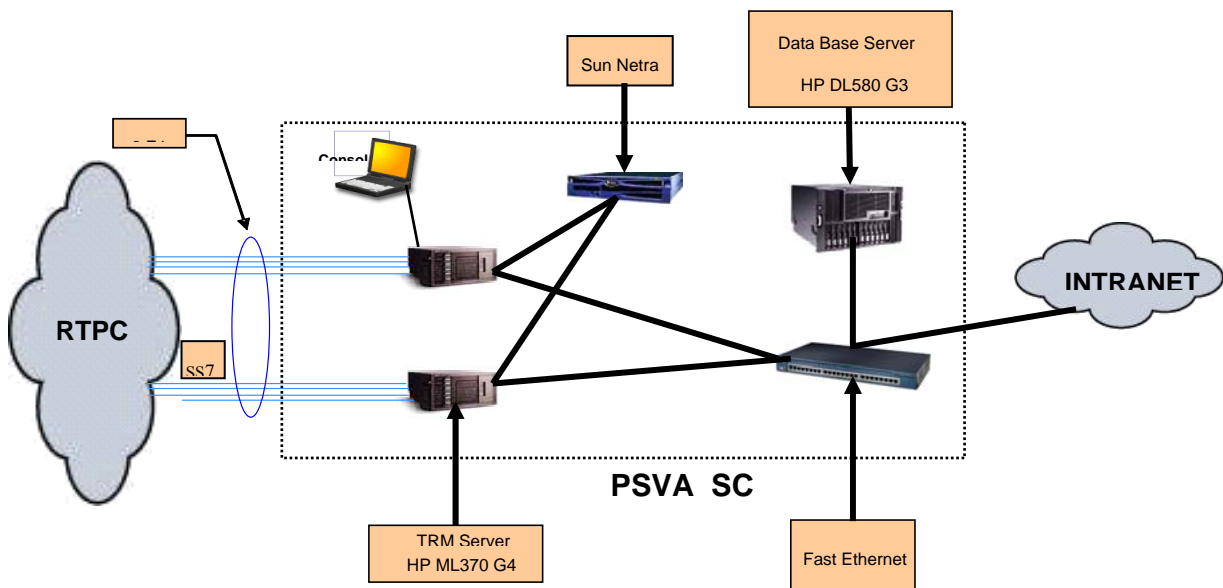 Data Base Server
HP DL580 G3
Sun Netra
Consol
RTPC
SS7
INTRANET
PSVA SC
TRM Server
HP ML370 G4
Fast Ethernet